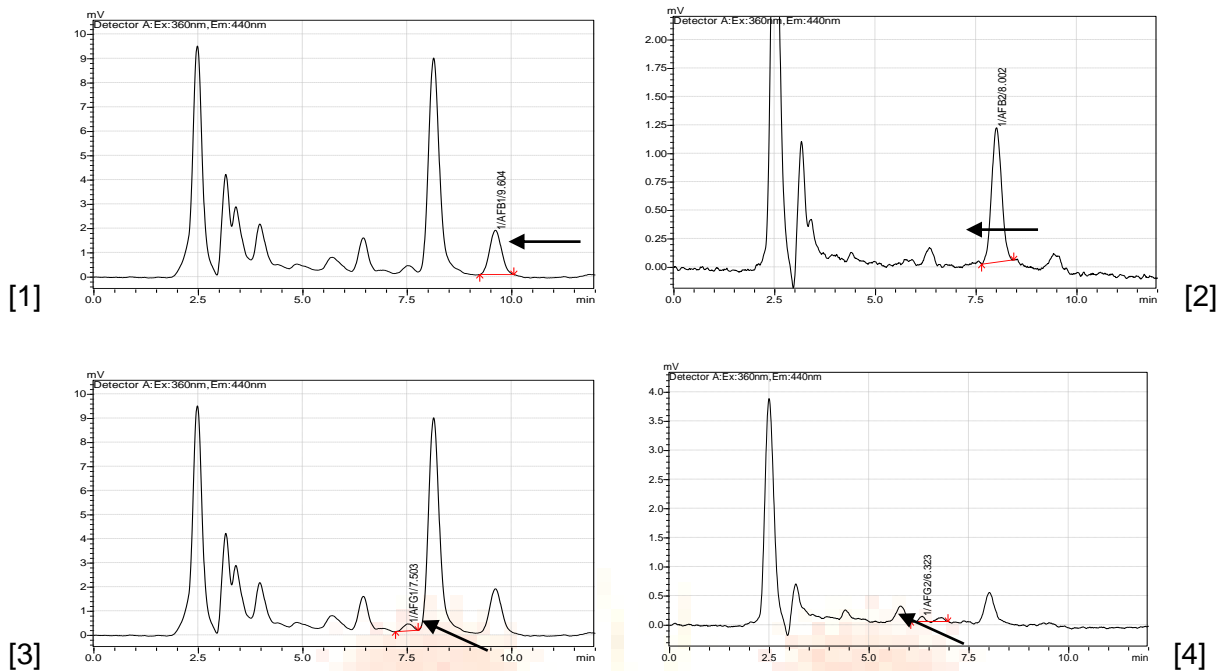 mV
Detector A:Ex:360nm,Em:440nm
10
9
8
7
6
5
4
3
2
1
0
1/AFB1/9.604
0.0 2.5 5.0 7.5 10.0 min
[1]
mV
Detector A:Ex:360nm,Em:440nm
2.00
1.75
1.50
1.25
1.00
0.75
0.50
0.25
0.00
1/AFB2/8.002
0.0 2.5 5.0 7.5 10.0 min
[2]
mV
Detector A:Ex:360nm,Em:440nm
10
9
8
7
6
5
4
3
2
1
0
1/AFG1/7.503
0.0 2.5 5.0 7.5 10.0 min
[3]
mV
Detector A:Ex:360nm,Em:440nm
4.0
3.5
3.0
2.5
2.0
1.5
1.0
0.5
0.0
1/AFG2/6.323
0.0 2.5 5.0 7.5 10.0 min
[4]